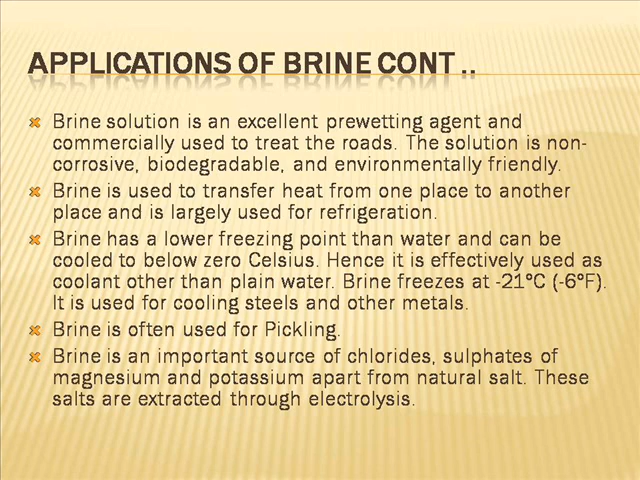 APPLICATIONS OF BRINE CONT ..
Brine solution is an excellent prewetting agent and
commercially used to treat the roads. The solution is non-
corrosive, biodegradable, and environmentally friendly.
Brine is used to transfer heat from one place to another
place and is largely used for refrigeration.
Brine has a lower freezing point than water and can be
cooled to below zero Celsius. Hence it is effectively used as
coolant other than plain water. Brine freezes at -21°C (-6°F).
It is used for cooling steels and other metals.
Brine is often used for Pickling.
Brine is an important source of chlorides, sulphates of
magnesium and potassium apart from natural salt. These
salts are extracted through electrolysis.